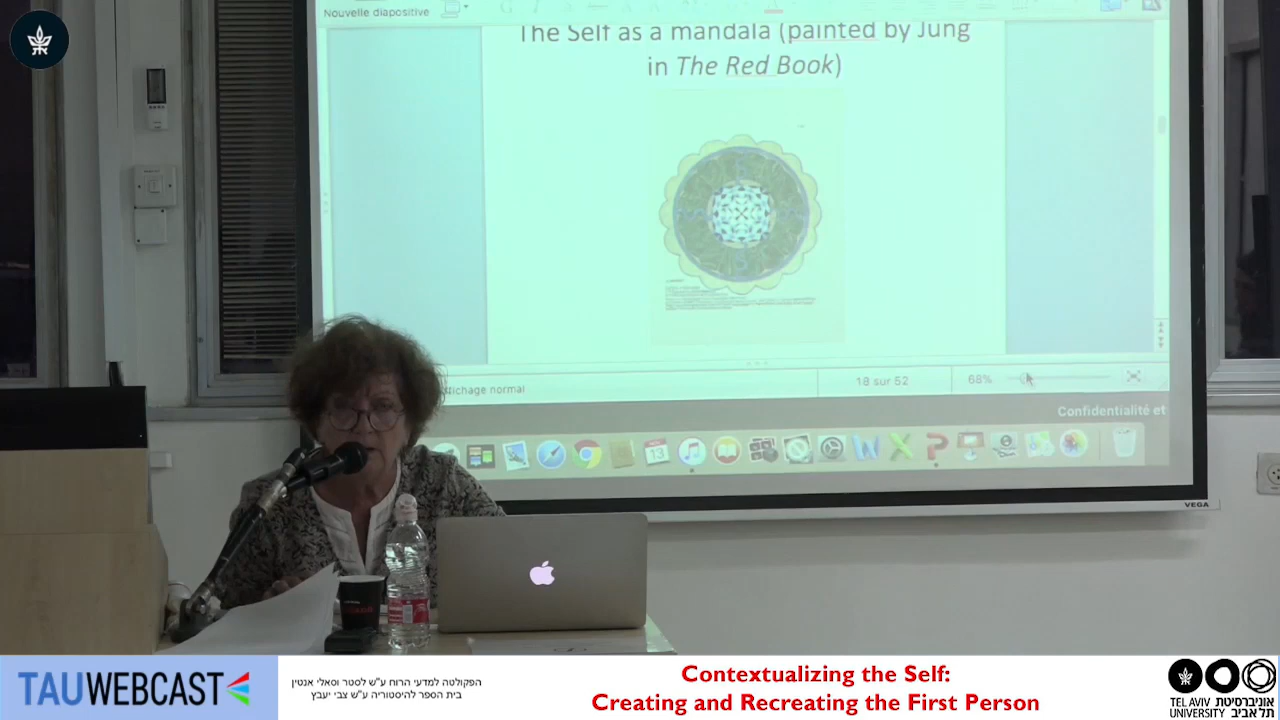 Nouvelle diapositive
The Self as a mandala (painted by Jung
in The Red Book)
fichage normal
18 sur 52
68%
Confidentialité et
13
VEGA
TAUWEBCAST
הפקולטה למדעי הרוח ע"ש לסטר וסאלי אנטין
בית הספר להיסטוריה ע"ש צבי יעבץ
Contextualizing the Self:
Creating and Recreating the First Person
TEL AVIV אוניברסיטת
UNIVERSITY תל אביב